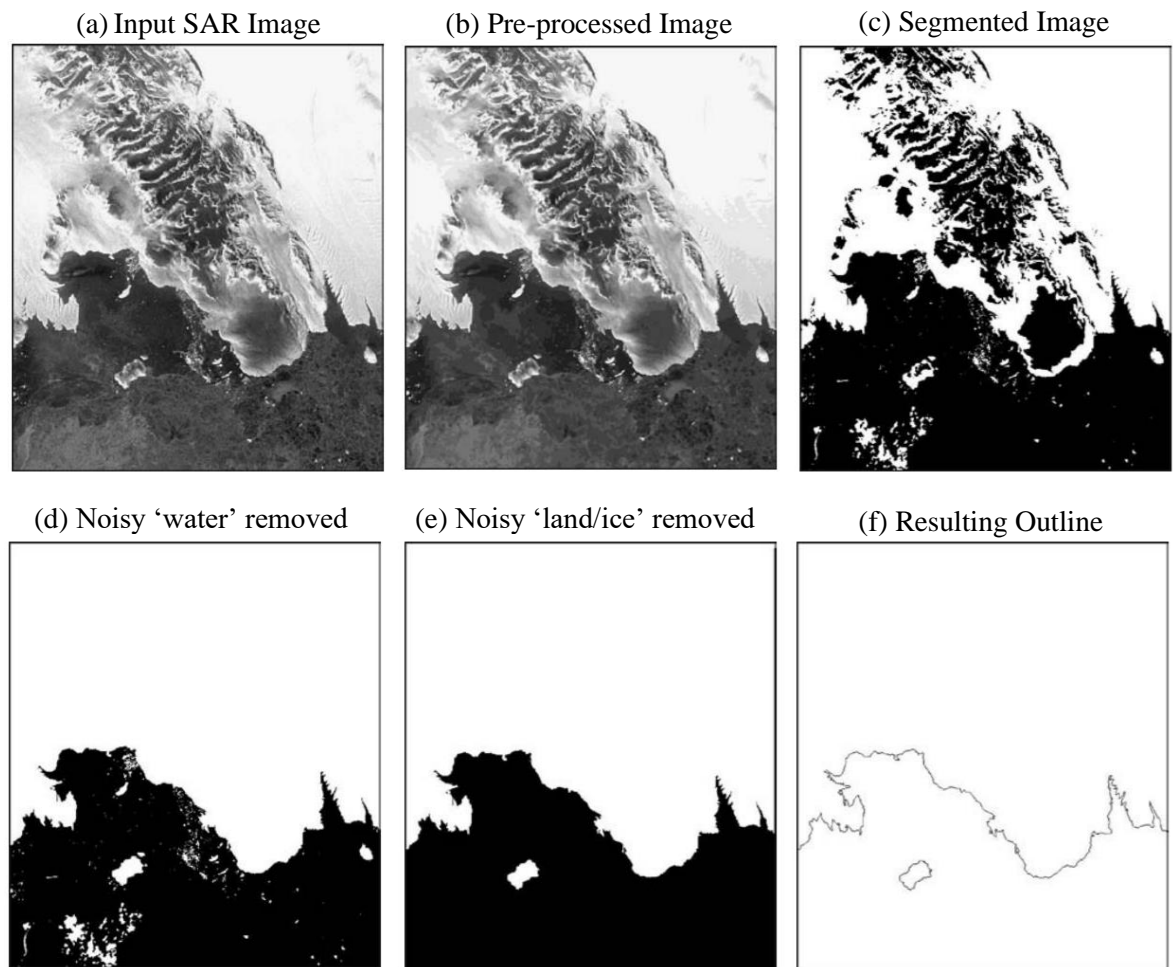 (a) Input SAR Image
(b) Pre-processed Image
(c) Segmented Image
(d) Noisy ‘water’ removed
(e) Noisy ‘land/ice’ removed
(f) Resulting Outline